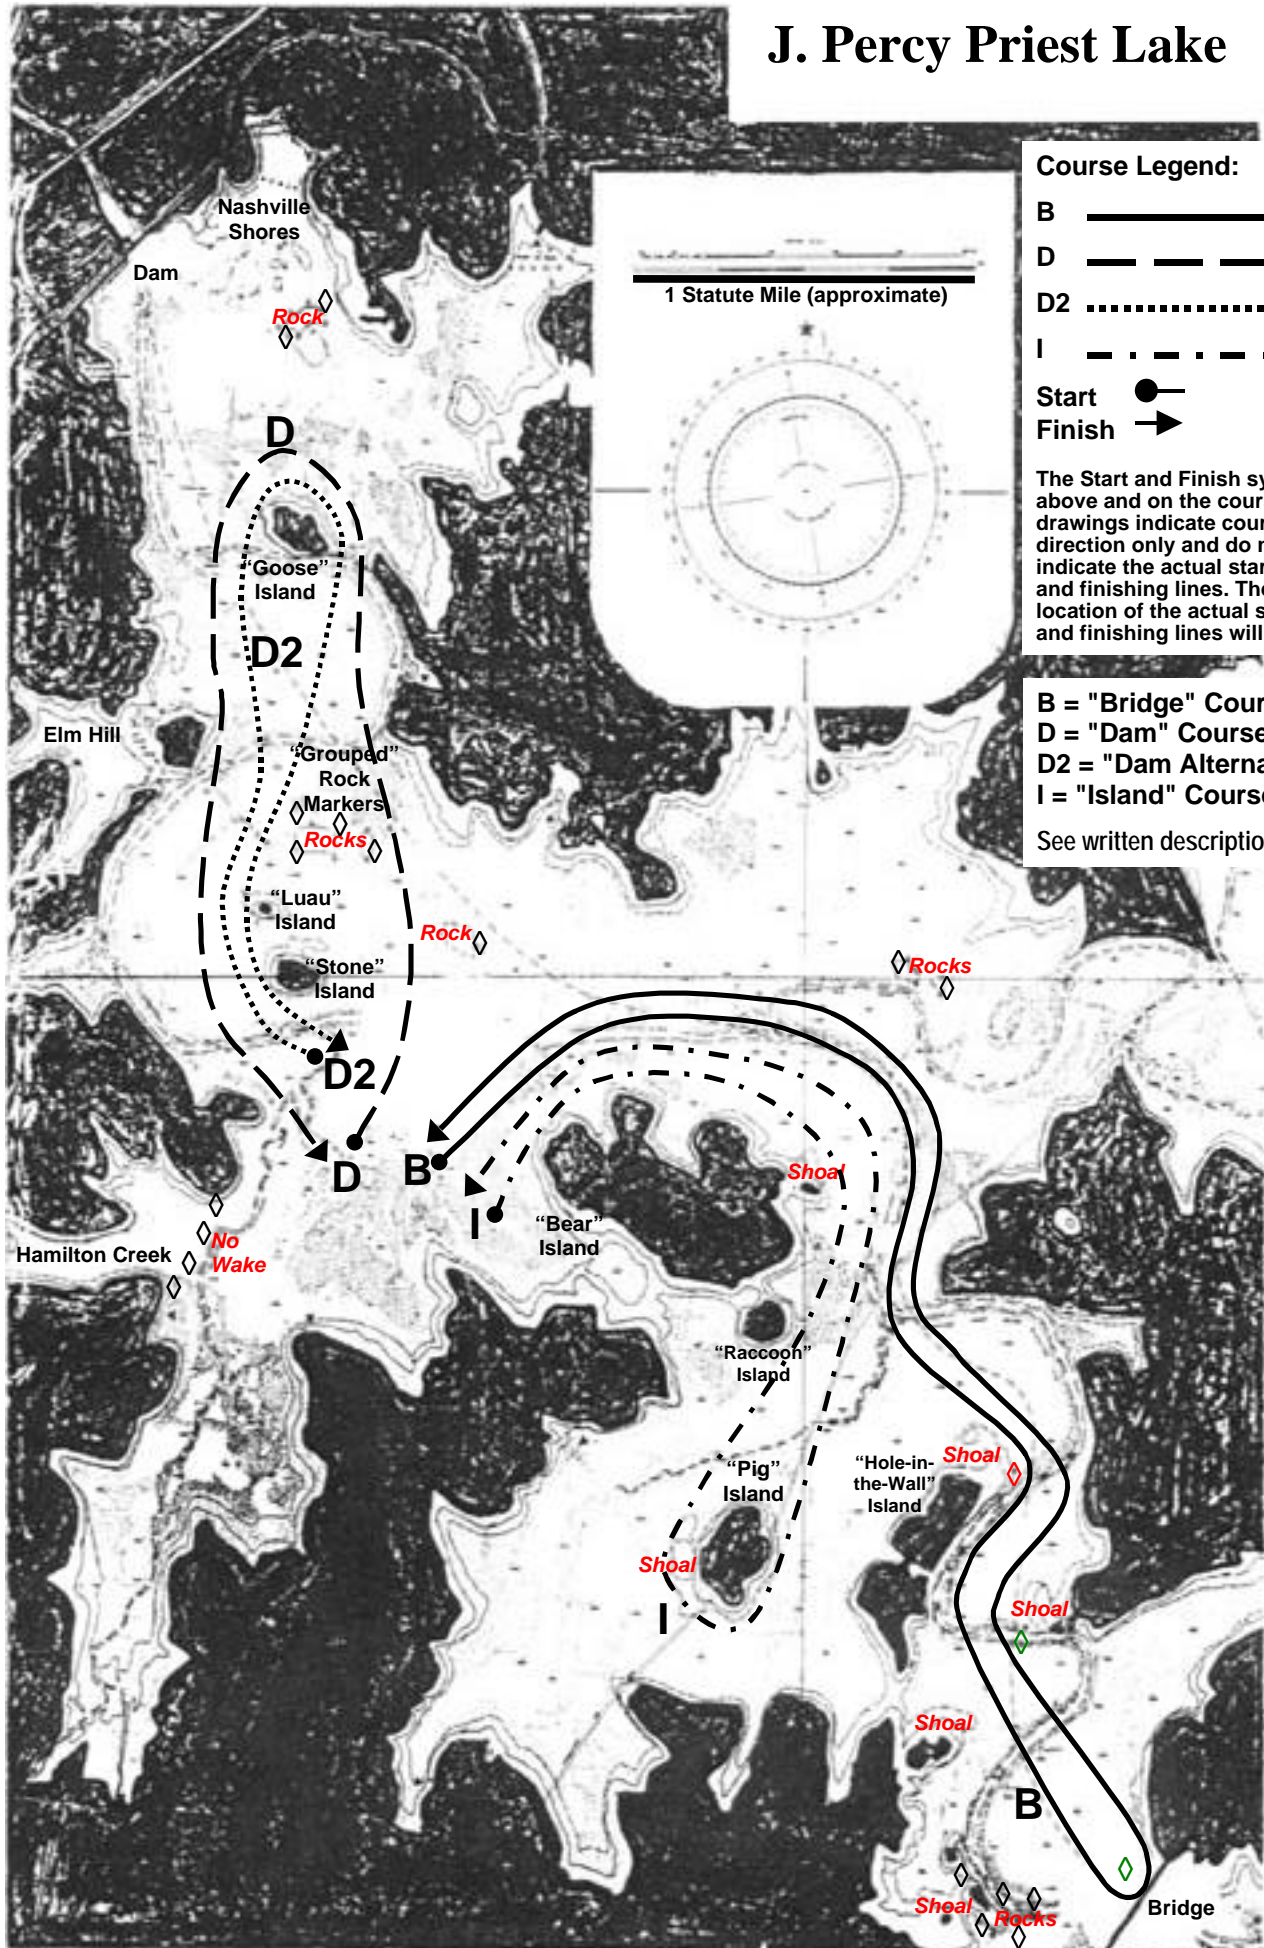 J. Percy Priest Lake
Course Legend:
B
D
D2
I
Start
Finish
The Start and Finish sy
above and on the cour
drawings indicate cour
direction only and do n
indicate the actual star
and finishing lines. The
location of the actual s
and finishing lines will
B = "Bridge" Cour
D = "Dam" Course
D2 = "Dam Alterna
I = "Island" Course
See written descriptio
1 Statute Mile (approximate)
Nashville
Shores
Dam
Rock
D
“Goose”
Island
D2
Elm Hill
“Grouped”
Rock
Markers
Rocks
“Luau”
Island
Rock
Rocks
“Stone”
Island
D2
D
B
Shoal
I
“Bear”
Island
Hamilton Creek
No
Wake
“Raccoon”
Island
“Pig”
Island
“Hole-in-
the-Wall”
Island
Shoal
Shoal
I
Shoal
Shoal
B
Shoal
Rocks
Bridge